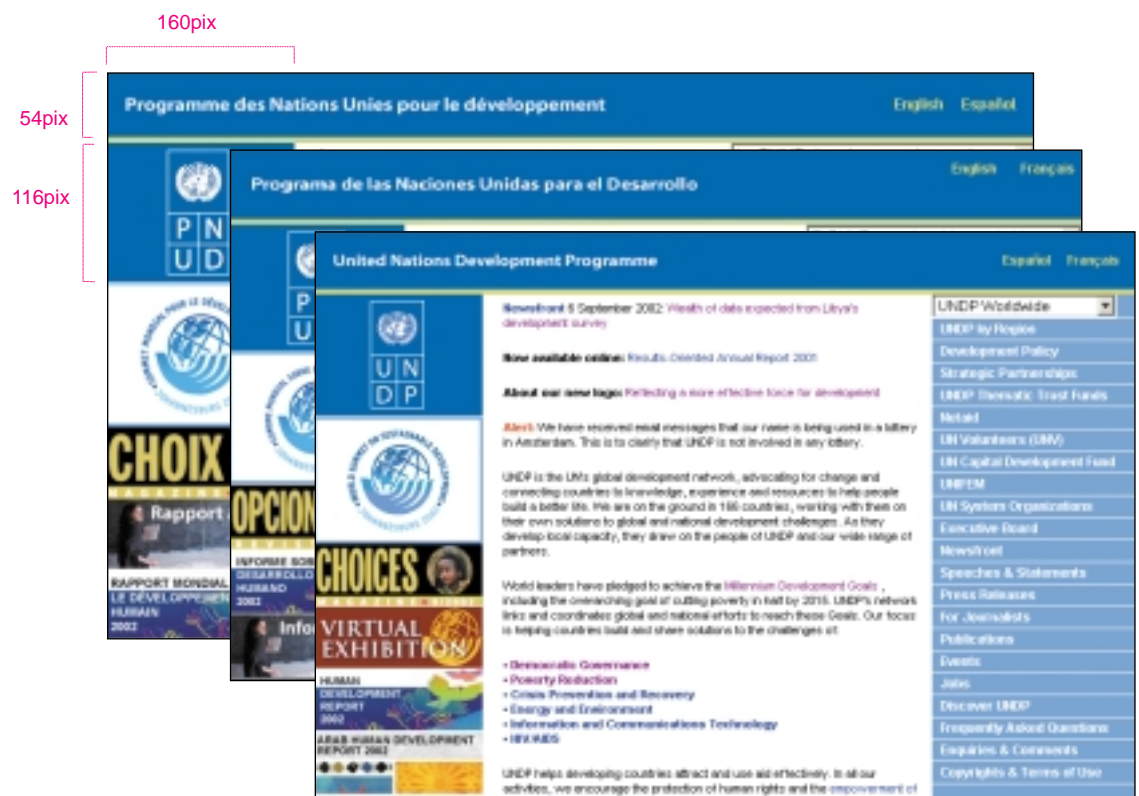 160pix
54pix
116pix
Programme des Nations Unies pour le développement
English Español
P N
U D
CHOIX
MAGAZINE
Rapport
RAPPORT MONDIAL
LE DÉVELOPPEMENT
HUMAIN
2002
Programa de las Naciones Unidas para el Desarrollo
English Français
P
U
OPCION
REVIS
INFORME SOB
DESARROLLO
HUMANO
2002
Info
United Nations Development Programme
Español Français
U N
D P
WORLD SUMMIT ON SUSTAINABLE DEVELOPMENT
JOHANNESBURG 2002
CHOICES
MAGAZINE
VIRTUAL
EXHIBITION
HUMAN
DEVELOPMENT
REPORT
2002
ARAB HUMAN DEVELOPMENT
REPORT 2002
Newsfront 6 September 2002 Wealth of data expected from Libya's
development survey
Now available online: Results Oriented Annual Report 2001
About our new logo: Reflecting a more effective force for development
Alert: We have received email messages that our name is being used in a lottery
in Amsterdam. This is to clarify that UNDP is not involved in any lottery.
UNDP is the UN's global development network, advocating for change and
connecting countries to knowledge, experience and resources to help people
build a better life. We are on the ground in 166 countries, working with them on
their own solutions to global and national development challenges. As they
develop local capacity, they draw on the people of UNDP and our wide range of
partners.
World leaders have pledged to achieve the Millennium Development Goals ,
including the overarching goal of cutting poverty in half by 2015. UNDP's network
links and coordinates global and national efforts to reach these Goals. Our focus
is helping countries build and share solutions to the challenges of:
• Democratic Governance
• Poverty Reduction
• Crisis Prevention and Recovery
• Energy and Environment
• Information and Communications Technology
• HIV/AIDS
UNDP helps developing countries attract and use aid effectively. In all our
activities, we encourage the protection of human rights and the empowerment of
UNDP Worldwide
UNDP by Region
Development Policy
Strategic Partnerships
UNDP Thematic Trust Funds
Netaid
UN Volunteers (UNV)
UN Capital Development Fund
UNIFEM
UN System Organizations
Executive Board
Newsfront
Speeches & Statements
Press Releases
For Journalists
Publications
Events
Jobs
Discover UNDP
Frequently Asked Questions
Enquiries & Comments
Copyrights & Terms of Use